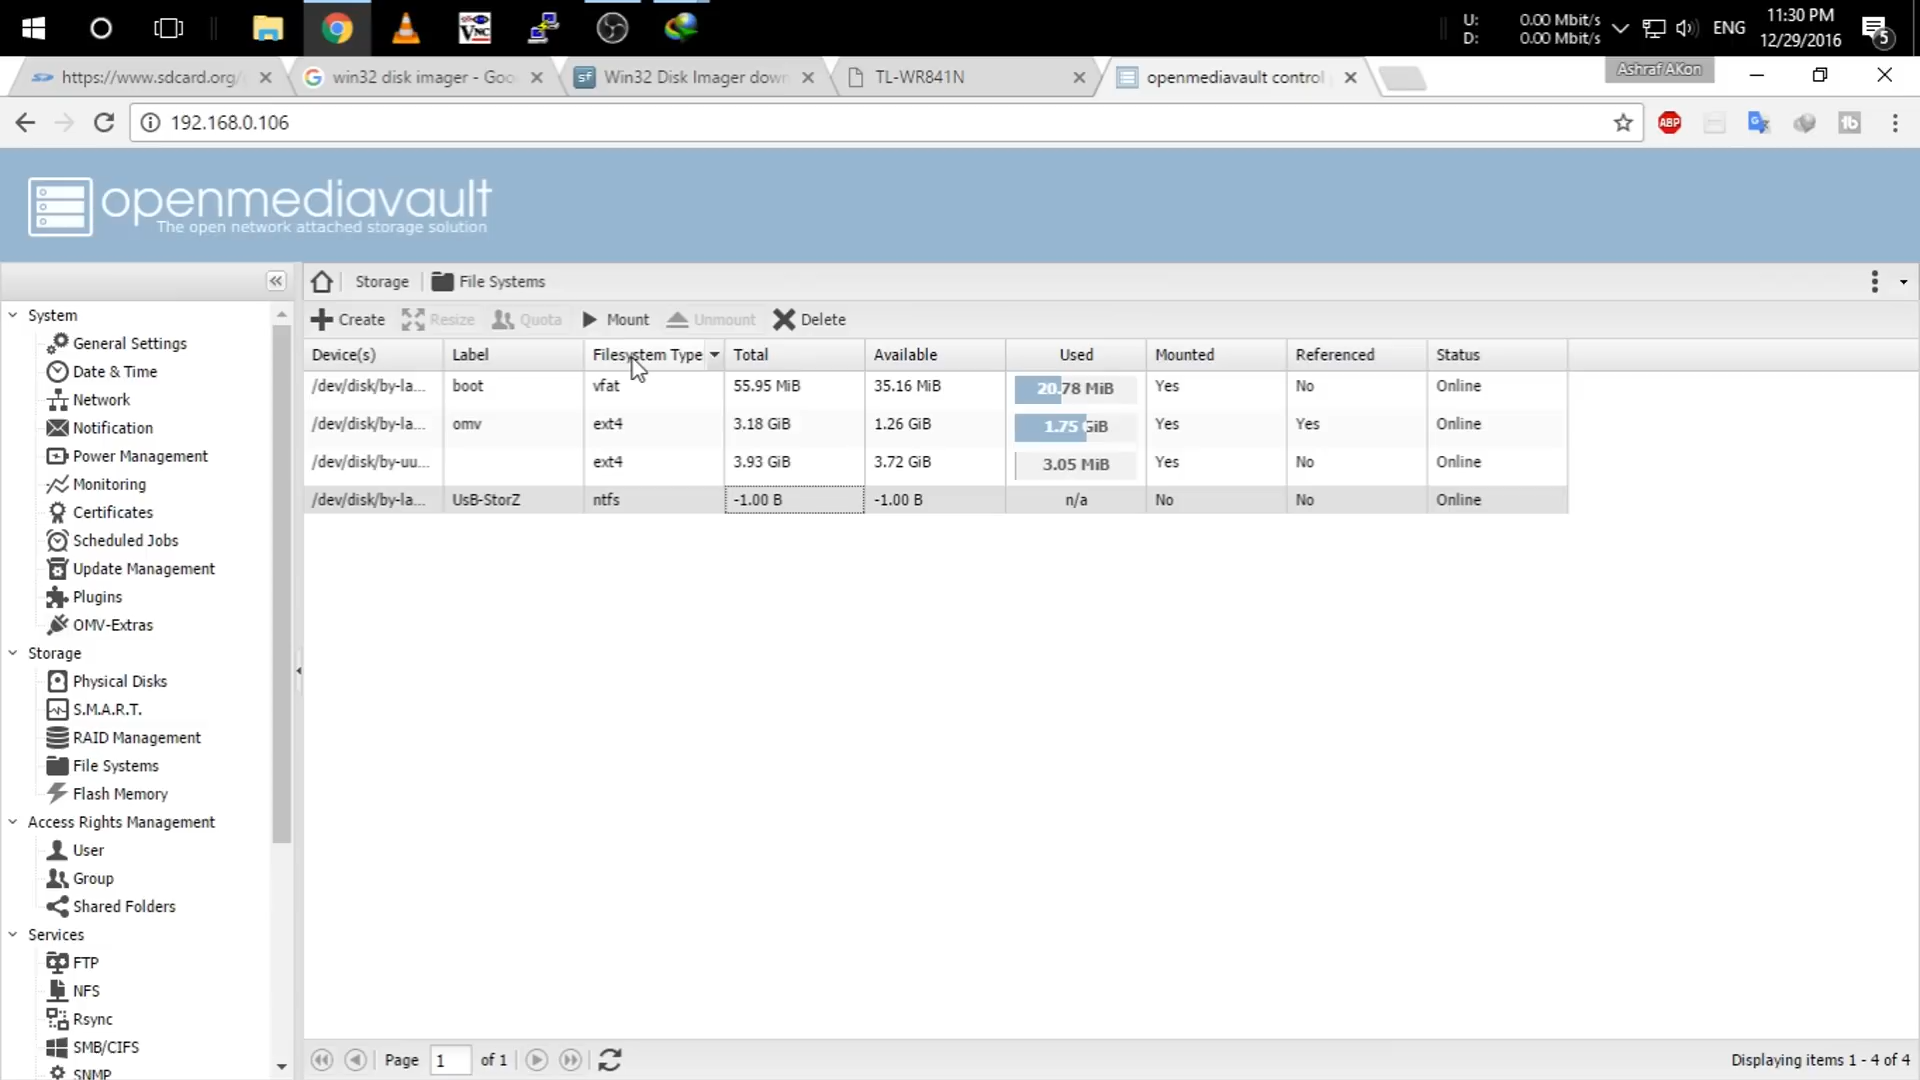 U: 0.00 Mbit/s
D: 0.00 Mbit/s
ENG
11:30 PM
12/29/2016
5
https://www.sdcard.org/
win32 disk imager - Goo
Win32 Disk Imager down
TL-WR841N
openmediavault control
Ashraf AKon
192.168.0.106
ABP
openmediavault
The open network attached storage solution
Storage
File Systems
Create
Resize
Quota
Mount
Unmount
Delete
Device(s) Label Filesystem Type Total Available Used Mounted Referenced Status
/dev/disk/by-la... boot vfat 55.95 MiB 35.16 MiB 20.78 MiB Yes No Online
/dev/disk/by-la... omv ext4 3.18 GiB 1.26 GiB 1.75 GiB Yes Yes Online
/dev/disk/by-uu... ext4 3.93 GiB 3.72 GiB 3.05 MiB Yes No Online
/dev/disk/by-la... UsB-StorZ ntfs -1.00 B -1.00 B n/a No No Online
System
General Settings
Date & Time
Network
Notification
Power Management
Monitoring
Certificates
Scheduled Jobs
Update Management
Plugins
OMV-Extras
Storage
Physical Disks
S.M.A.R.T.
RAID Management
File Systems
Flash Memory
Access Rights Management
User
Group
Shared Folders
Services
FTP
NFS
Rsync
SMB/CIFS
SNMP
Page 1 of 1
Displaying items 1 - 4 of 4